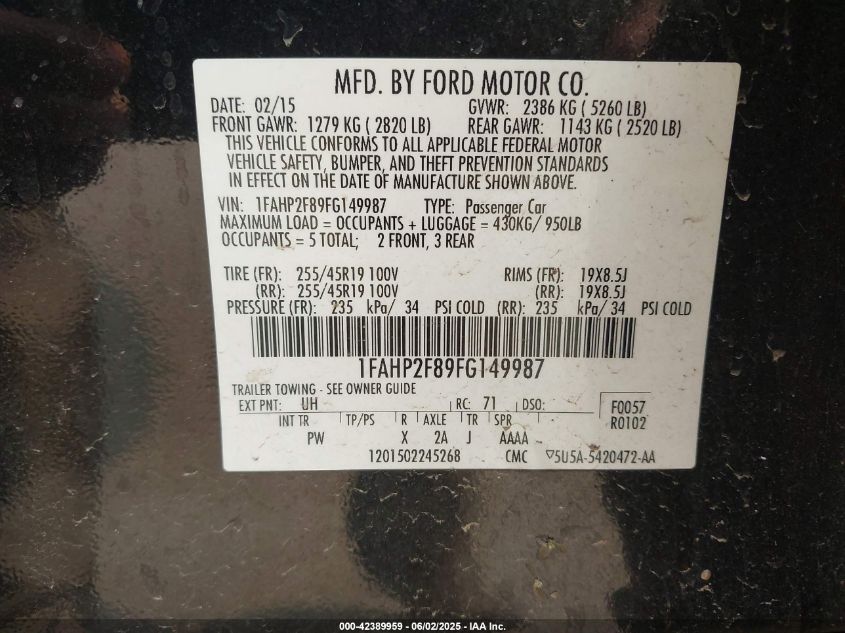 MFD. BY FORD MOTOR CO.
DATE: 02/15 GVWR: 2386 KG ( 5260 LB)
FRONT GAWR: 1279 KG ( 2820 LB) REAR GAWR: 1143 KG ( 2520 LB)
THIS VEHICLE CONFORMS TO ALL APPLICABLE FEDERAL MOTOR
VEHICLE SAFETY, BUMPER, AND THEFT PREVENTION STANDARDS
IN EFFECT ON THE DATE OF MANUFACTURE SHOWN ABOVE.
VIN: 1FAHP2F89FG149987 TYPE: Passenger Car
MAXIMUM LOAD = OCCUPANTS + LUGGAGE = 430KG/ 950LB
OCCUPANTS = 5 TOTAL; 2 FRONT, 3 REAR
TIRE (FR): 255/45R19 100V RIMS (FR): 19X8.5J
(RR): 255/45R19 100V (RR): 19X8.5J
PRESSURE (FR): 235 kPa/ 34 PSI COLD (RR): 235 kPa/ 34 PSI COLD
1FAHP2F89FG149987
TRAILER TOWING - SEE OWNER GUIDE
EXT PNT: UH RC: 71 DSO: F0057
INT TR TP/PS R AXLE TR SPR R0102
PW X 2A J AAAA
1201502245268 CMC ▽5U5A-5420472-AA
000-42389959 - 06/02/2025 - IAA Inc.